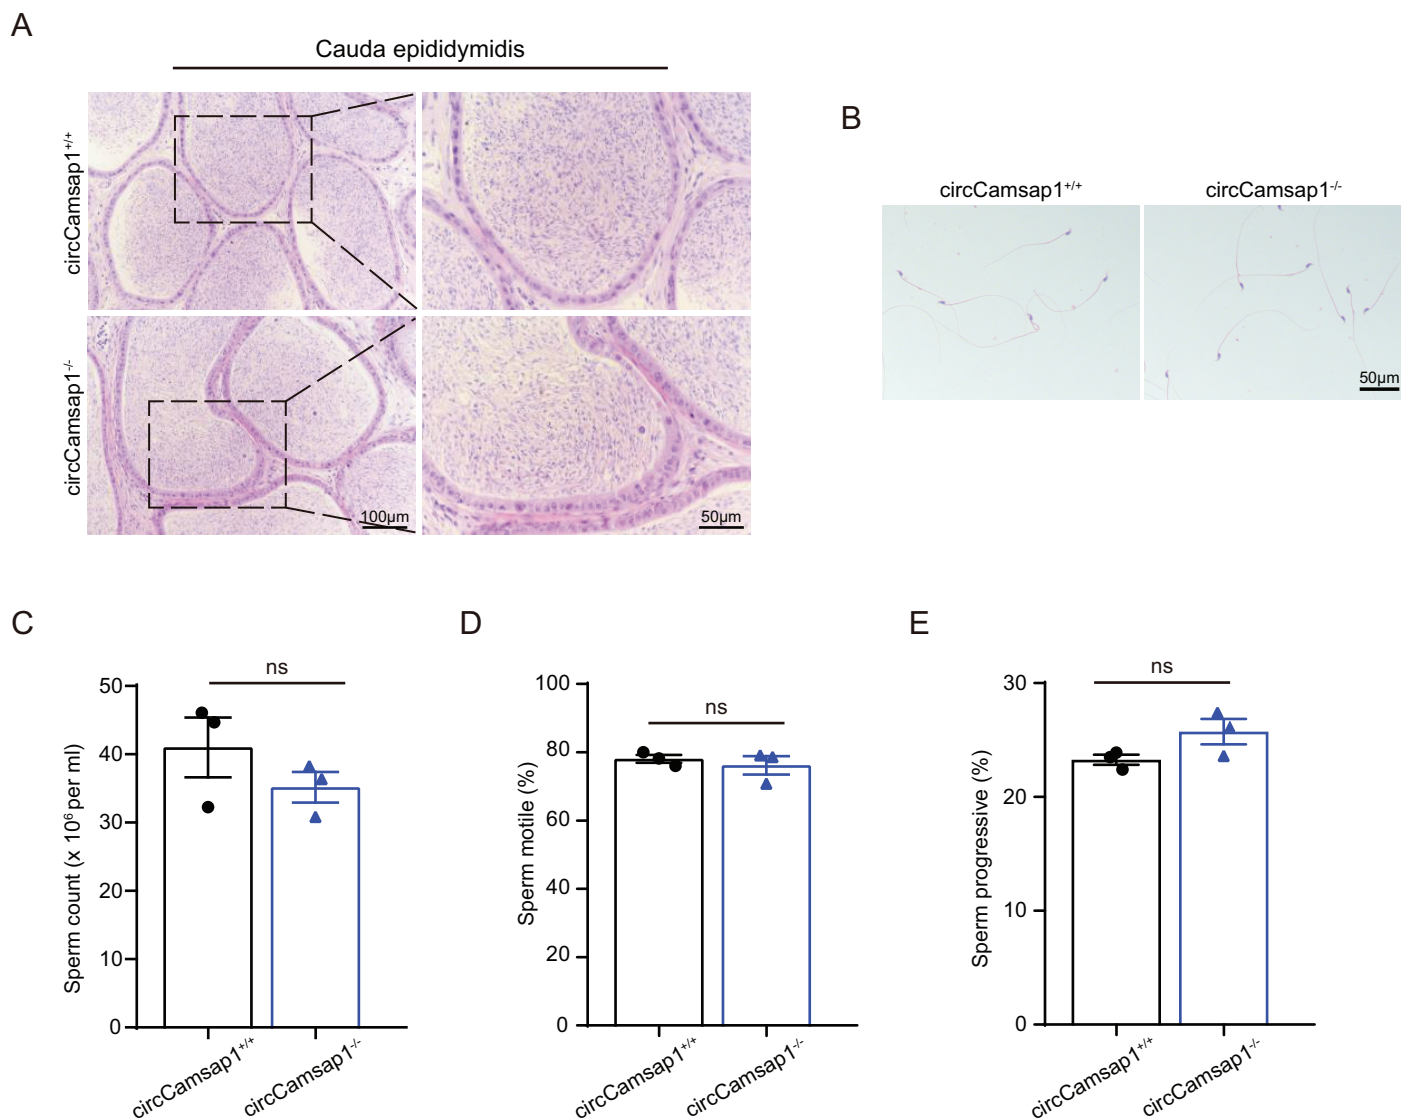 A
Cauda epididymidis
circCamsap1+/+
circCamsap1-/-
100µm
50µm
B
circCamsap1+/+
circCamsap1-/-
50µm
C
ns
50
40
30
20
10
0
Sperm count (x 10⁶ per ml)
circCamsap1+/+
circCamsap1-/-
D
ns
100
80
60
40
20
0
Sperm motile (%)
circCamsap1+/+
circCamsap1-/-
E
ns
30
20
10
0
Sperm progressive (%)
circCamsap1+/+
circCamsap1-/-